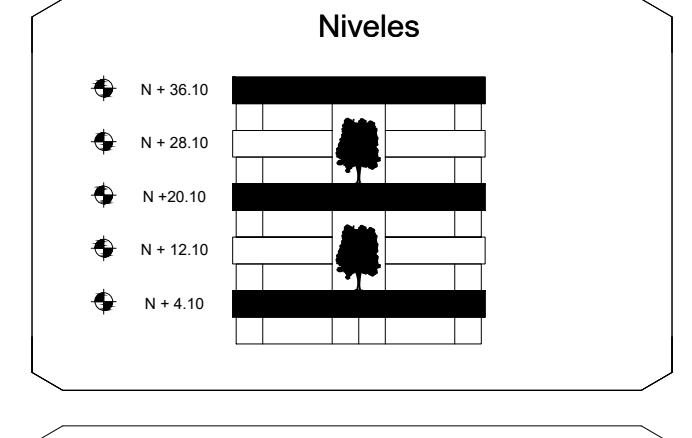 Niveles
N + 36.10
N + 28.10
N +20.10
N + 12.10
N + 4.10